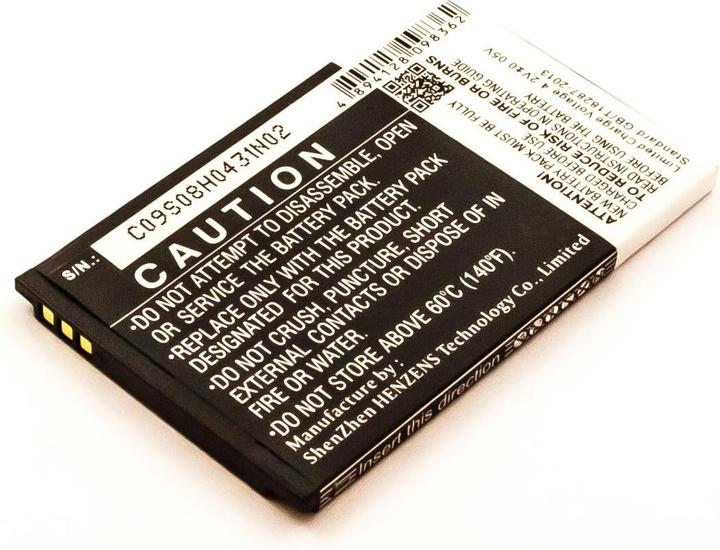 S/N.: C09S08H0431N02
CAUTION
•DO NOT ATTEMPT TO DISASSEMBLE, OPEN
OR SERVICE THE BATTERY PACK.
•REPLACE ONLY WITH THE BATTERY PACK
DESIGNATED FOR THIS PRODUCT.
•DO NOT CRUSH, PUNCTURE, SHORT
EXTERNAL CONTACTS OR DISPOSE OF IN
FIRE OR WATER.
•DO NOT STORE ABOVE 60°C (140°F).
Manufacture by:
ShenZhen HENZENS Technology Co., Limited
Insert this direction
4 894128 098362
ATTENTION!
NEW BATTERY PACK MUST BE FULLY
CHARGE BEFORE USE
TO REDUCE RISK OF FIRE OR BURNS
READ INSTRUCTIONS IN OPERATING GUIDE
BEFORE USING THE BATTERY
Limited Charge Voltage 4.2V±0.05V
Standard GB/T18287:2013